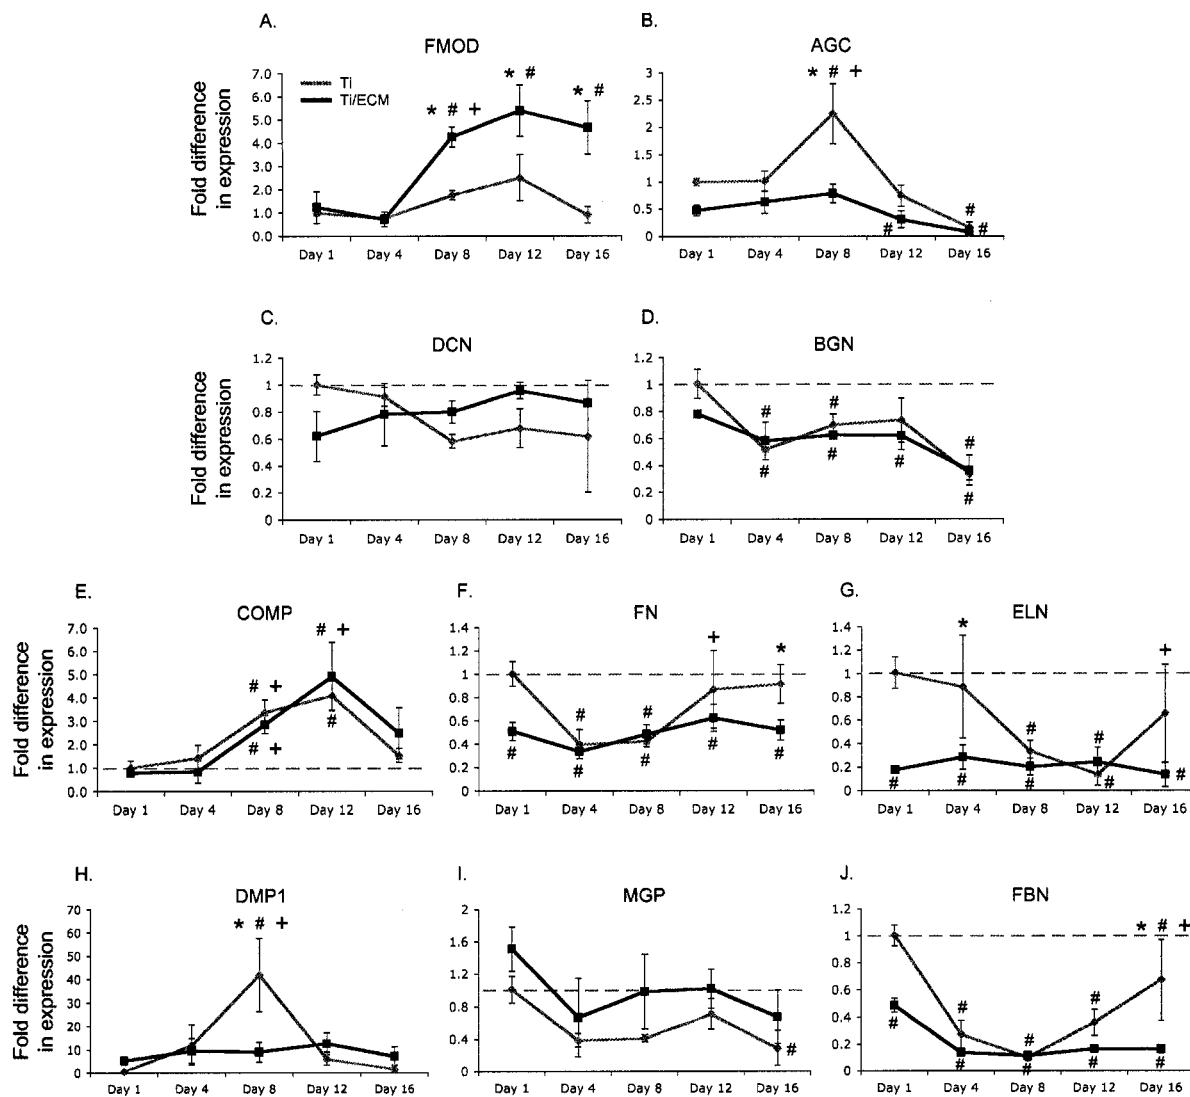 A.
FMOD
Fold difference
in expression
7.0
6.0
5.0
4.0
3.0
2.0
1.0
0.0
Ti
Ti/ECM
* # +
* #
* #
Day 1 Day 4 Day 8 Day 12 Day 16
B.
AGC
3
2.5
2
1.5
1
0.5
0
* # +
#
#
#
Day 1 Day 4 Day 8 Day 12 Day 16
C.
DCN
Fold difference
in expression
1.2
1
0.8
0.6
0.4
0.2
0
Day 1 Day 4 Day 8 Day 12 Day 16
D.
BGN
1.2
1
0.8
0.6
0.4
0.2
0
# # #
# # # #
Day 1 Day 4 Day 8 Day 12 Day 16
E.
COMP
Fold difference
in expression
7.0
6.0
5.0
4.0
3.0
2.0
1.0
0.0
# +
# +
#
# +
Day 1 Day 4 Day 8 Day 12 Day 16
F.
FN
1.4
1.2
1
0.8
0.6
0.4
0.2
0
+ *
# #
# # # # #
Day 1 Day 4 Day 8 Day 12 Day 16
G.
ELN
1.4
1.2
1
0.8
0.6
0.4
0.2
0
* +
# #
# # # # #
Day 1 Day 4 Day 8 Day 12 Day 16
H.
DMP1
Fold difference
in expression
70
60
50
40
30
20
10
0
* # +
Day 1 Day 4 Day 8 Day 12 Day 16
I.
MGP
2
1.6
1.2
0.8
0.4
0
#
Day 1 Day 4 Day 8 Day 12 Day 16
J.
FBN
1.2
1
0.8
0.6
0.4
0.2
0
* # +
# # #
# # # # #
Day 1 Day 4 Day 8 Day 12 Day 16